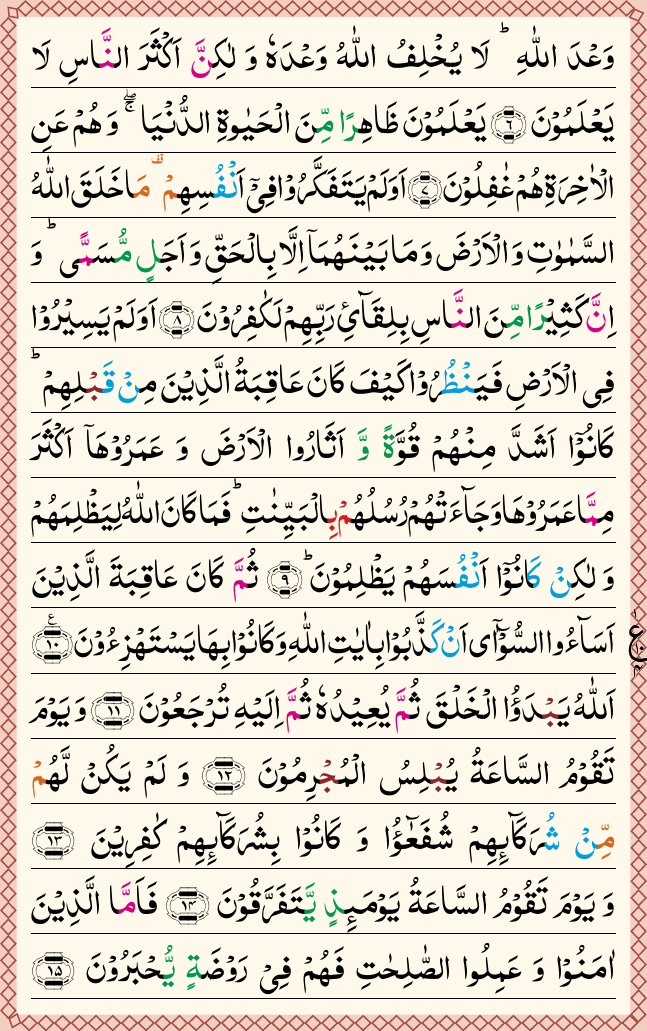 وَعْدَ اللّٰهِ ؕ لَا يُخْلِفُ اللّٰهُ وَعْدَهٗ وَ لٰكِنَّ اَكْثَرَ النَّاسِ لَا
يَعْلَمُوْنَ ﴿۶﴾ يَعْلَمُوْنَ ظَاهِرًا مِّنَ الْحَيٰوةِ الدُّنْيَا ۖۚ وَ هُمْ عَنِ
الْاٰخِرَةِ هُمْ غٰفِلُوْنَ ﴿۷﴾ اَوَلَمْ يَتَفَكَّرُوْا فِیْۤ اَنْفُسِهِمْ ۫ مَا خَلَقَ اللّٰهُ
السَّمٰوٰتِ وَ الْاَرْضَ وَ مَا بَيْنَهُمَاۤ اِلَّا بِالْحَقِّ وَ اَجَلٍ مُّسَمًّی ؕ وَ
اِنَّ كَثِيْرًا مِّنَ النَّاسِ بِلِقَآئِ رَبِّهِمْ لَكٰفِرُوْنَ ﴿۸﴾ اَوَلَمْ يَسِيْرُوْا
فِی الْاَرْضِ فَيَنْظُرُوْا كَيْفَ كَانَ عَاقِبَةُ الَّذِيْنَ مِنْ قَبْلِهِمْ ؕ
كَانُوْۤا اَشَدَّ مِنْهُمْ قُوَّةً وَّ اَثَارُوا الْاَرْضَ وَ عَمَرُوْهَاۤ اَكْثَرَ
مِمَّا عَمَرُوْهَا وَ جَآءَتْهُمْ رُسُلُهُمْ بِالْبَيِّنٰتِ ؕ فَمَا كَانَ اللّٰهُ لِيَظْلِمَهُمْ
وَ لٰكِنْ كَانُوْۤا اَنْفُسَهُمْ يَظْلِمُوْنَ ؕ﴿۹﴾ ثُمَّ كَانَ عَاقِبَةَ الَّذِيْنَ
اَسَآءُوا السُّوْٓاٰۤی اَنْ كَذَّبُوْا بِاٰيٰتِ اللّٰهِ وَ كَانُوْا بِهَا يَسْتَهْزِءُوْنَ ﴿۱۰﴾ ع
اَللّٰهُ يَبْدَؤُا الْخَلْقَ ثُمَّ يُعِيْدُهٗ ثُمَّ اِلَيْهِ تُرْجَعُوْنَ ﴿۱۱﴾ وَ يَوْمَ
تَقُوْمُ السَّاعَةُ يُبْلِسُ الْمُجْرِمُوْنَ ﴿۱۲﴾ وَ لَمْ يَكُنْ لَّهُمْ
مِّنْ شُرَكَآئِهِمْ شُفَعٰٓؤُا وَ كَانُوْا بِشُرَكَآئِهِمْ كٰفِرِيْنَ ﴿۱۳﴾
وَ يَوْمَ تَقُوْمُ السَّاعَةُ يَوْمَئِذٍ يَّتَفَرَّقُوْنَ ﴿۱۴﴾ فَاَمَّا الَّذِيْنَ
اٰمَنُوْا وَ عَمِلُوا الصّٰلِحٰتِ فَهُمْ فِیْ رَوْضَةٍ يُّحْبَرُوْنَ ﴿۱۵﴾